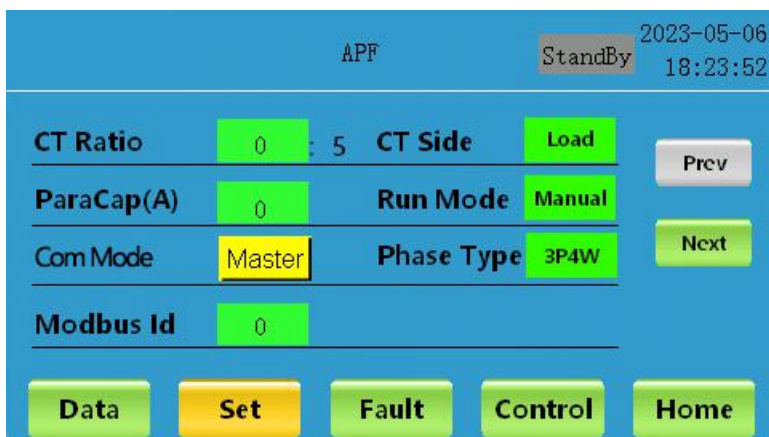 APF
StandBy
2023-05-06
18:23:52
CT Ratio 0 : 5 CT Side Load
Prev
ParaCap(A) 0 Run Mode Manual
Com Mode Master Phase Type 3P4W
Next
Modbus Id 0
Data Set Fault Control Home